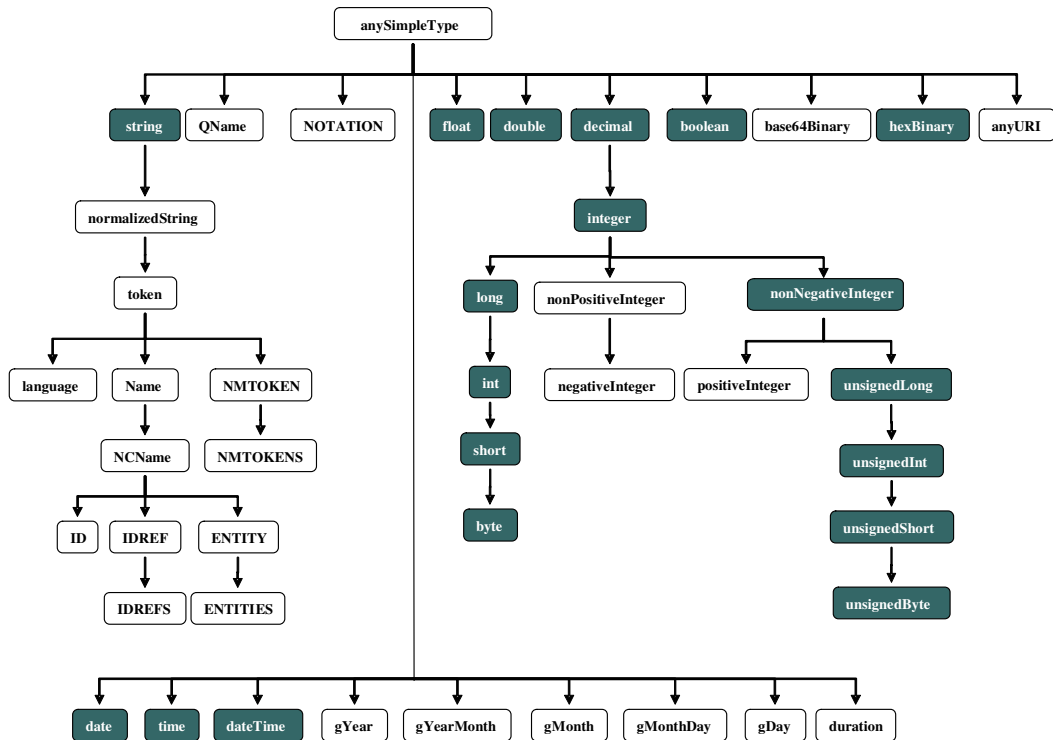 anySimpleType
string
QName
NOTATION
float
double
decimal
boolean
base64Binary
hexBinary
anyURI
normalizedString
integer
token
long
nonPositiveInteger
nonNegativeInteger
language
Name
NMTOKEN
int
negativeInteger
positiveInteger
unsignedLong
NCName
NMTOKENS
short
unsignedInt
ID
IDREF
ENTITY
byte
unsignedShort
IDREFS
ENTITIES
unsignedByte
date
time
dateTime
gYear
gYearMonth
gMonth
gMonthDay
gDay
duration